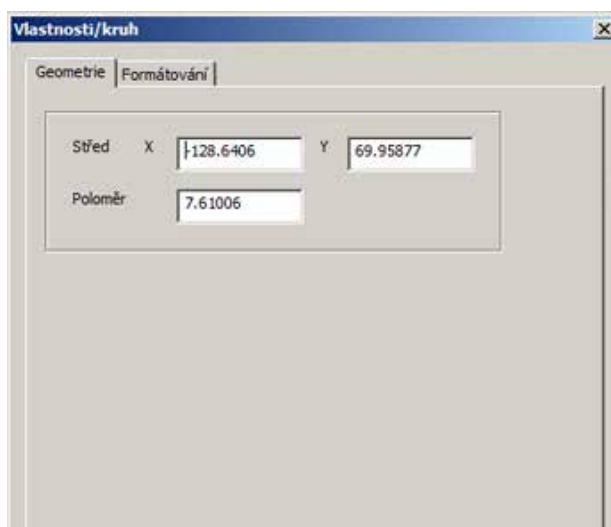 Vlastnosti/kruh
Geometrie Formátování
Střed X -128.6406 Y 69.95877
Poloměr 7.61006